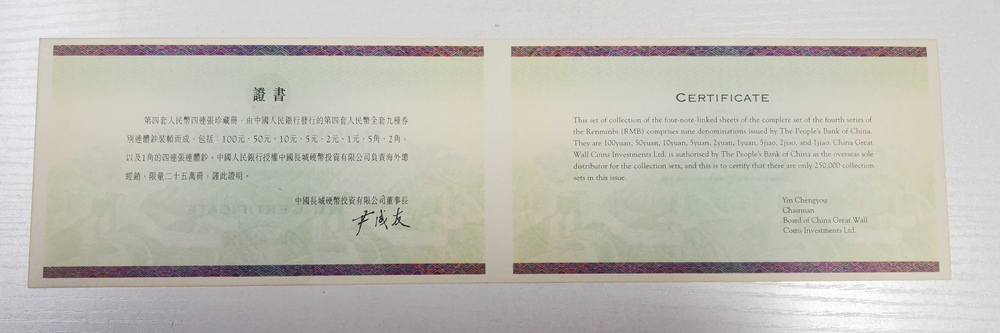 證書
第四套人民幣四連張珍藏冊，由中國人民銀行發行的第四套人民幣全套九種券
別連體鈔裝幀而成，包括：100元、50元、10元、5元、2元、1元、5角、2角、
以及1角的四連張連體鈔。中國人民銀行授權中國長城硬幣投資有限公司負責海外總
經銷，限量二十五萬冊，謹此證明。
中國長城硬幣投資有限公司董事長
尹成友
CERTIFICATE
This set of collection of the four-note-linked sheets of the complete set of the fourth series of
the Renminbi (RMB) comprises nine denominations issued by The People's Bank of China.
They are 100yuan, 50yuan, 10yuan, 5yuan, 2yuan, 1yuan, 5jiao, 2jiao, and 1jiao. China Great
Wall Coins Investments Ltd. is authorised by The People's Bank of China as the overseas sole
distributor for the collection sets, and this is to certify that there are only 250,000 collection
sets in this issue.
Yin Chengyou
Chairman
Board of China Great Wall
Coins Investments Ltd.